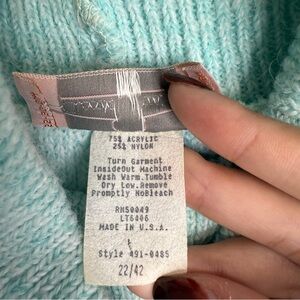 75% ACRYLIC
25% NYLON
Turn Garment
InsideOut Machine
Wash Warm.Tumble
Dry Low.Remove
Promptly NoBleach
RN50049
LT6406
MADE IN U.S.A.
Style 491-0485
22/42